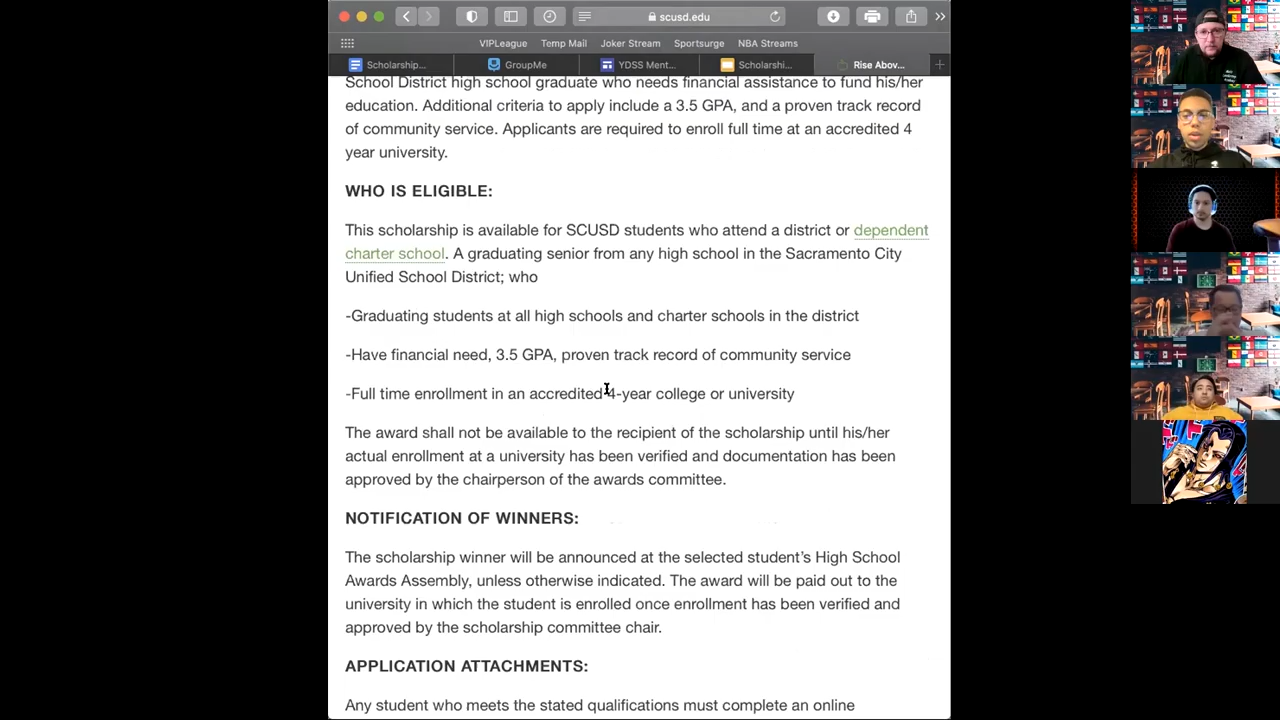 scusd.edu
VIPLeague Temp Mail Joker Stream Sportsurge NBA Streams
Scholarship... GroupMe YDSS Ment... Scholarshi... Rise Abov...
School District high school graduate who needs financial assistance to fund his/her
education. Additional criteria to apply include a 3.5 GPA, and a proven track record
of community service. Applicants are required to enroll full time at an accredited 4
year university.
WHO IS ELIGIBLE:
This scholarship is available for SCUSD students who attend a district or dependent
charter school. A graduating senior from any high school in the Sacramento City
Unified School District; who
-Graduating students at all high schools and charter schools in the district
-Have financial need, 3.5 GPA, proven track record of community service
-Full time enrollment in an accredited 4-year college or university
The award shall not be available to the recipient of the scholarship until his/her
actual enrollment at a university has been verified and documentation has been
approved by the chairperson of the awards committee.
NOTIFICATION OF WINNERS:
The scholarship winner will be announced at the selected student’s High School
Awards Assembly, unless otherwise indicated. The award will be paid out to the
university in which the student is enrolled once enrollment has been verified and
approved by the scholarship committee chair.
APPLICATION ATTACHMENTS:
Any student who meets the stated qualifications must complete an online